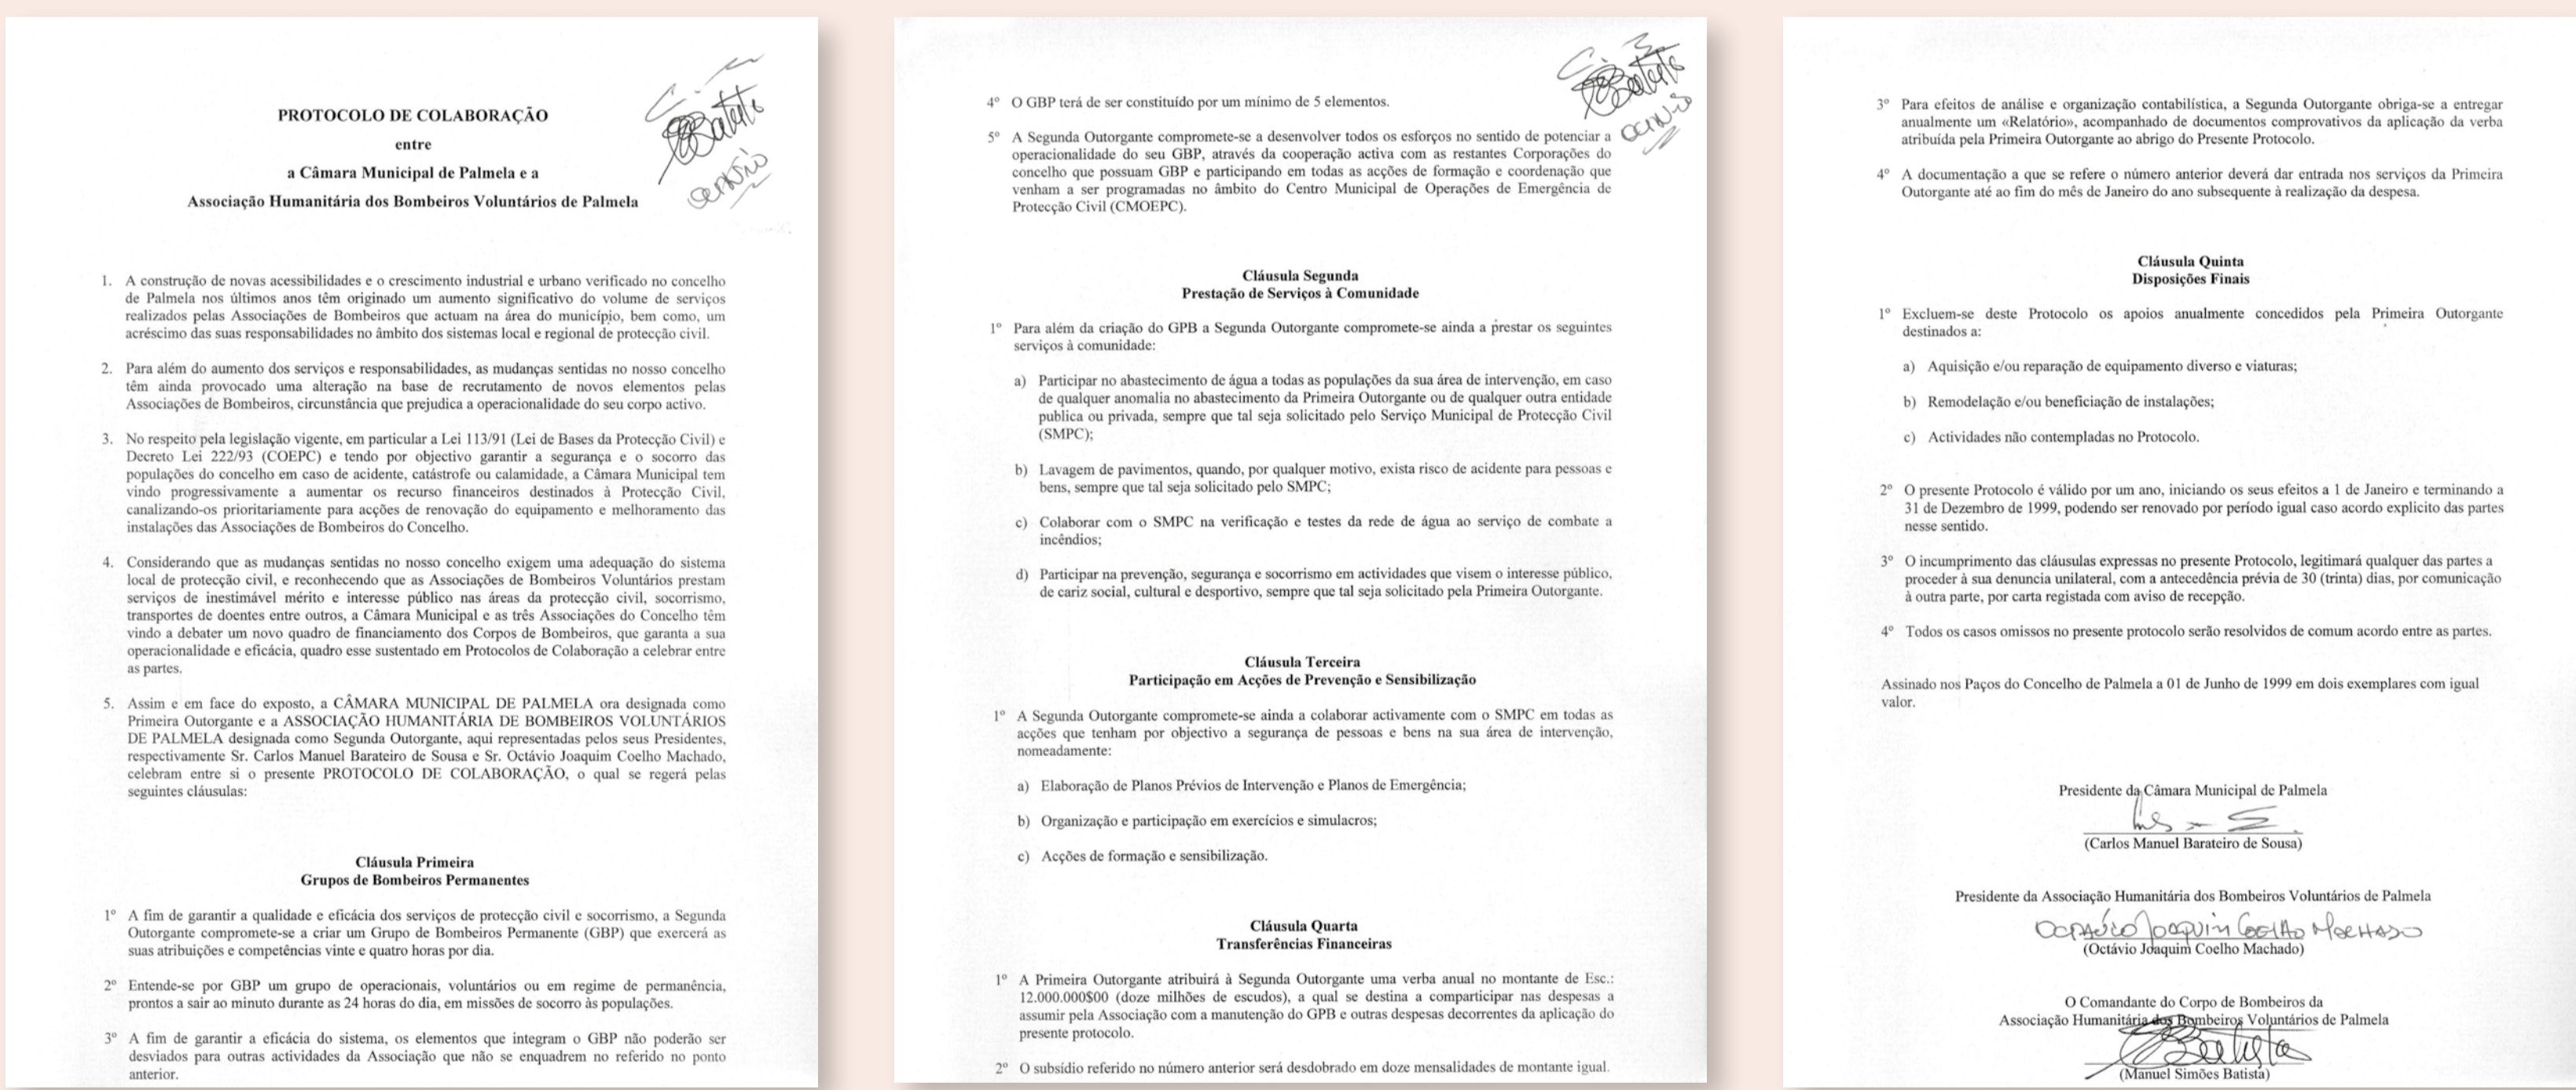 PROTOCOLO DE COLABORAÇÃO
entre
a Câmara Municipal de Palmela e a
Associação Humanitária dos Bombeiros Voluntários de Palmela
1. A construção de novas acessibilidades e o crescimento industrial e urbano verificado no concelho
de Palmela nos últimos anos têm originado um aumento significativo do volume de serviços
realizados pelas Associações de Bombeiros que actuam na área do município, bem como, um
acréscimo das suas responsabilidades no âmbito dos sistemas local e regional de protecção civil.
2. Para além do aumento dos serviços e responsabilidades, as mudanças sentidas no nosso concelho
têm ainda provocado uma alteração na base de recrutamento de novos elementos pelas
Associações de Bombeiros, circunstância que prejudica a operacionalidade do seu corpo activo.
3. No respeito pela legislação vigente, em particular a Lei 113/91 (Lei de Bases da Protecção Civil) e
Decreto Lei 222/93 (COEPC) e tendo por objectivo garantir a segurança e o socorro das
populações do concelho em caso de acidente, catástrofe ou calamidade, a Câmara Municipal tem
vindo progressivamente a aumentar os recurso financeiros destinados à Protecção Civil,
canalizando-os prioritariamente para acções de renovação do equipamento e melhoramento das
instalações das Associações de Bombeiros do Concelho.
4. Considerando que as mudanças sentidas no nosso concelho exigem uma adequação do sistema
local de protecção civil, e reconhecendo que as Associações de Bombeiros Voluntários prestam
serviços de inestimável mérito e interesse público nas áreas da protecção civil, socorrismo,
transportes de doentes entre outros, a Câmara Municipal e as três Associações do Concelho têm
vindo a debater um novo quadro de financiamento dos Corpos de Bombeiros, que garanta a sua
operacionalidade e eficácia, quadro esse sustentado em Protocolos de Colaboração a celebrar entre
as partes.
5. Assim e em face do exposto, a CÂMARA MUNICIPAL DE PALMELA ora designada como
Primeira Outorgante e a ASSOCIAÇÃO HUMANITÁRIA DE BOMBEIROS VOLUNTÁRIOS
DE PALMELA designada como Segunda Outorgante, aqui representadas pelos seus Presidentes,
respectivamente Sr. Carlos Manuel Barateiro de Sousa e Sr. Octávio Joaquim Coelho Machado,
celebram entre si o presente PROTOCOLO DE COLABORAÇÃO, o qual se regerá pelas
seguintes cláusulas:
Cláusula Primeira
Grupos de Bombeiros Permanentes
1º A fim de garantir a qualidade e eficácia dos serviços de protecção civil e socorrismo, a Segunda
Outorgante compromete-se a criar um Grupo de Bombeiros Permanente (GBP) que exercerá as
suas atribuições e competências vinte e quatro horas por dia.
2º Entende-se por GBP um grupo de operacionais, voluntários ou em regime de permanência,
prontos a sair ao minuto durante as 24 horas do dia, em missões de socorro às populações.
3º A fim de garantir a eficácia do sistema, os elementos que integram o GBP não poderão ser
desviados para outras actividades da Associação que não se enquadrem no referido no ponto
anterior.
4º O GBP terá de ser constituído por um mínimo de 5 elementos.
5º A Segunda Outorgante compromete-se a desenvolver todos os esforços no sentido de potenciar a
operacionalidade do seu GBP, através da cooperação activa com as restantes Corporações do
concelho que possuam GBP e participando em todas as acções de formação e coordenação que
venham a ser programadas no âmbito do Centro Municipal de Operações de Emergência de
Protecção Civil (CMOEPC).
Cláusula Segunda
Prestação de Serviços à Comunidade
1º Para além da criação do GPB a Segunda Outorgante compromete-se ainda a prestar os seguintes
serviços à comunidade:
a) Participar no abastecimento de água a todas as populações da sua área de intervenção, em caso
de qualquer anomalia no abastecimento da Primeira Outorgante ou de qualquer outra entidade
publica ou privada, sempre que tal seja solicitado pelo Serviço Municipal de Protecção Civil
(SMPC);
b) Lavagem de pavimentos, quando, por qualquer motivo, exista risco de acidente para pessoas e
bens, sempre que tal seja solicitado pelo SMPC;
c) Colaborar com o SMPC na verificação e testes da rede de água ao serviço de combate a
incêndios;
d) Participar na prevenção, segurança e socorrismo em actividades que visem o interesse público,
de cariz social, cultural e desportivo, sempre que tal seja solicitado pela Primeira Outorgante.
Cláusula Terceira
Participação em Acções de Prevenção e Sensibilização
1º A Segunda Outorgante compromete-se ainda a colaborar activamente com o SMPC em todas as
acções que tenham por objectivo a segurança de pessoas e bens na sua área de intervenção,
nomeadamente:
a) Elaboração de Planos Prévios de Intervenção e Planos de Emergência;
b) Organização e participação em exercícios e simulacros;
c) Acções de formação e sensibilização.
Cláusula Quarta
Transferências Financeiras
1º A Primeira Outorgante atribuirá à Segunda Outorgante uma verba anual no montante de Esc.:
12.000.000$00 (doze milhões de escudos), a qual se destina a comparticipar nas despesas a
assumir pela Associação com a manutenção do GPB e outras despesas decorrentes da aplicação do
presente protocolo.
2º O subsídio referido no número anterior será desdobrado em doze mensalidades de montante igual.
3º Para efeitos de análise e organização contabilística, a Segunda Outorgante obriga-se a entregar
anualmente um «Relatório», acompanhado de documentos comprovativos da aplicação da verba
atribuída pela Primeira Outorgante ao abrigo do Presente Protocolo.
4º A documentação a que se refere o número anterior deverá dar entrada nos serviços da Primeira
Outorgante até ao fim do mês de Janeiro do ano subsequente à realização da despesa.
Cláusula Quinta
Disposições Finais
1º Excluem-se deste Protocolo os apoios anualmente concedidos pela Primeira Outorgante
destinados a:
a) Aquisição e/ou reparação de equipamento diverso e viaturas;
b) Remodelação e/ou beneficiação de instalações;
c) Actividades não contempladas no Protocolo.
2º O presente Protocolo é válido por um ano, iniciando os seus efeitos a 1 de Janeiro e terminando a
31 de Dezembro de 1999, podendo ser renovado por período igual caso acordo explicito das partes
nesse sentido.
3º O incumprimento das cláusulas expressas no presente Protocolo, legitimará qualquer das partes a
proceder à sua denuncia unilateral, com a antecedência prévia de 30 (trinta) dias, por comunicação
à outra parte, por carta registada com aviso de recepção.
4º Todos os casos omissos no presente protocolo serão resolvidos de comum acordo entre as partes.
Assinado nos Paços do Concelho de Palmela a 01 de Junho de 1999 em dois exemplares com igual
valor.
Presidente da Câmara Municipal de Palmela
(Carlos Manuel Barateiro de Sousa)
Presidente da Associação Humanitária dos Bombeiros Voluntários de Palmela
Octávio Joaquim Coelho Machado
(Octávio Joaquim Coelho Machado)
O Comandante do Corpo de Bombeiros da
Associação Humanitária dos Bombeiros Voluntários de Palmela
Batista
(Manuel Simões Batista)